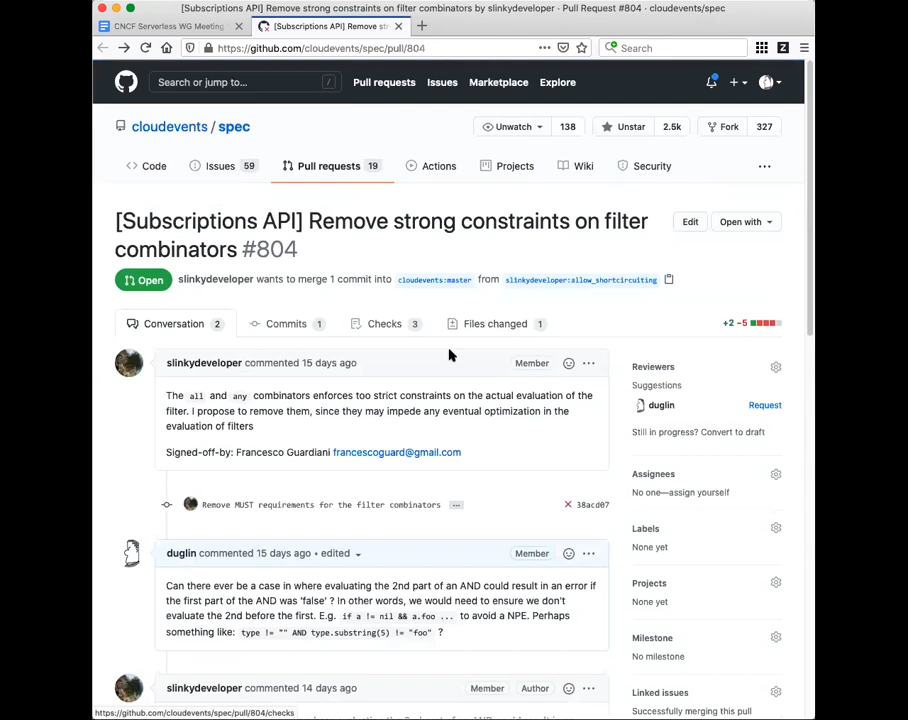 [Subscriptions API] Remove strong constraints on filter combinators by slinkydeveloper · Pull Request #804 · cloudevents/spec
CNCF Serverless WG Meeting
[Subscriptions API] Remove str
https://github.com/cloudevents/spec/pull/804
Search
Search or jump to... /
Pull requests Issues Marketplace Explore
cloudevents / spec
Unwatch 138 Unstar 2.5k Fork 327
Code Issues 59 Pull requests 19 Actions Projects Wiki Security
[Subscriptions API] Remove strong constraints on filter
combinators #804
Edit Open with
Open slinkydeveloper wants to merge 1 commit into cloudevents:master from slinkydeveloper:allow_shortcircuiting
Conversation 2 Commits 1 Checks 3 Files changed 1
+2 −5
slinkydeveloper commented 15 days ago Member
The all and any combinators enforces too strict constraints on the actual evaluation of the
filter. I propose to remove them, since they may impede any eventual optimization in the
evaluation of filters
Signed-off-by: Francesco Guardiani francescoguard@gmail.com
Remove MUST requirements for the filter combinators ... 38acd07
duglin commented 15 days ago • edited Member
Can there ever be a case in where evaluating the 2nd part of an AND could result in an error if
the first part of the AND was 'false' ? In other words, we would need to ensure we don't
evaluate the 2nd before the first. E.g. if a != nil && a.foo ... to avoid a NPE. Perhaps
something like: type != "" AND type.substring(5) != "foo" ?
slinkydeveloper commented 14 days ago Member Author
Reviewers
Suggestions
duglin Request
Still in progress? Convert to draft
Assignees
No one—assign yourself
Labels
None yet
Projects
None yet
Milestone
No milestone
Linked issues
Successfully merging this pull
https://github.com/cloudevents/spec/pull/804/checks